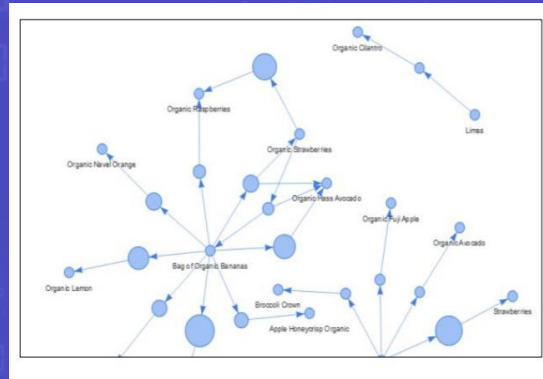 Organic Cilantro
Limes
Organic Raspberries
Organic Strawberries
Organic Navel Orange
Organic Hass Avocado
Organic Fuji Apple
Organic Avocado
Bag of Organic Bananas
Organic Lemon
Broccoli Crown
Strawberries
Apple Honeycrisp Organic